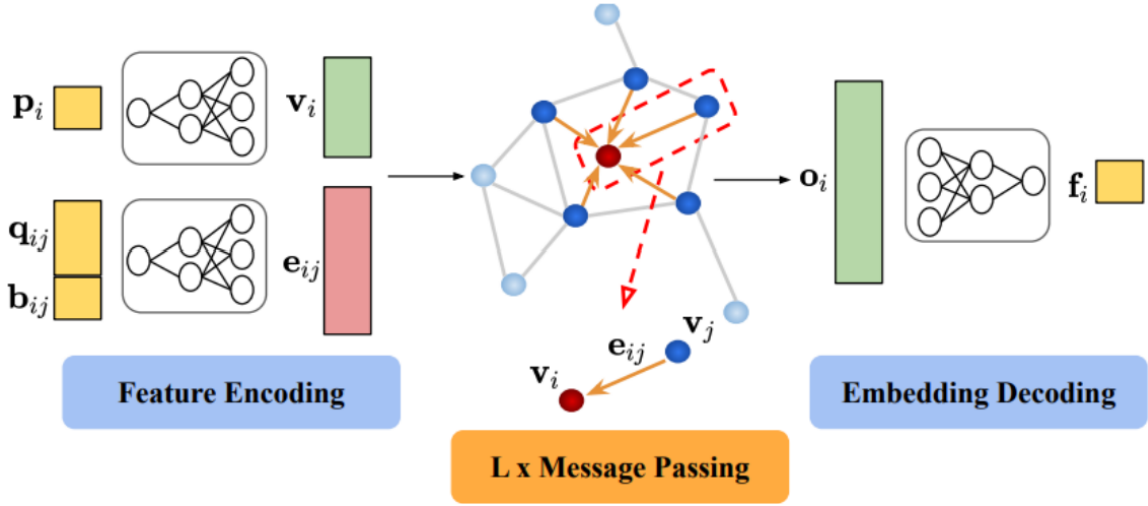 p_i
v_i
q_ij
b_ij
e_ij
Feature Encoding
v_j
e_ij
v_i
L x Message Passing
o_i
f_i
Embedding Decoding